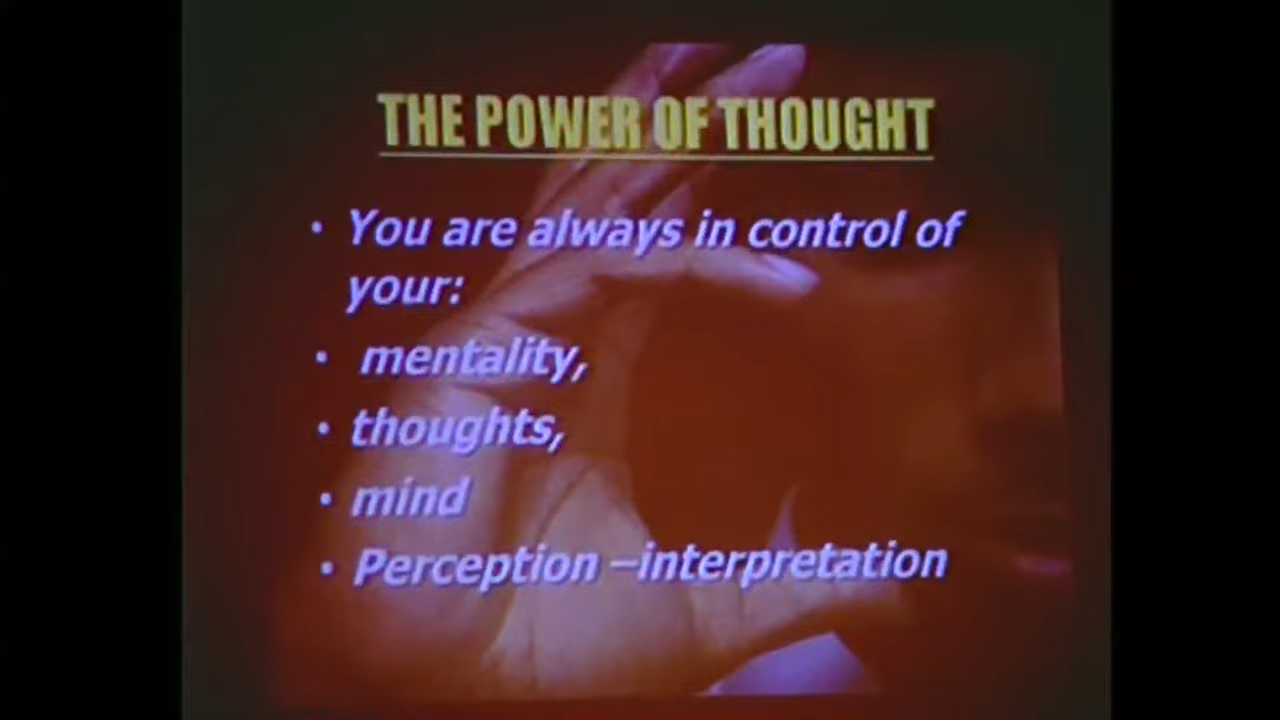 THE POWER OF THOUGHT
• You are always in control of
your:
• mentality,
• thoughts,
• mind
• Perception –interpretation